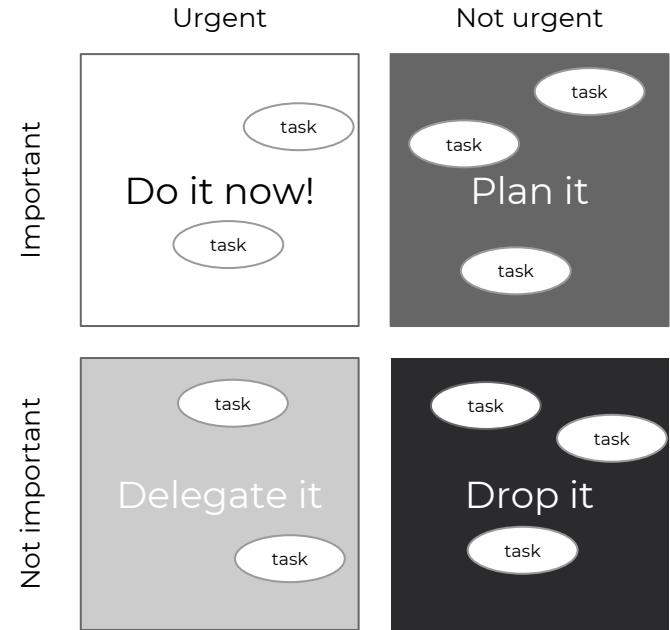 Urgent
Not urgent
Important
task
task
Do it now!
task
task
Plan it
task
Not important
task
Delegate it
task
task
task
Drop it
task